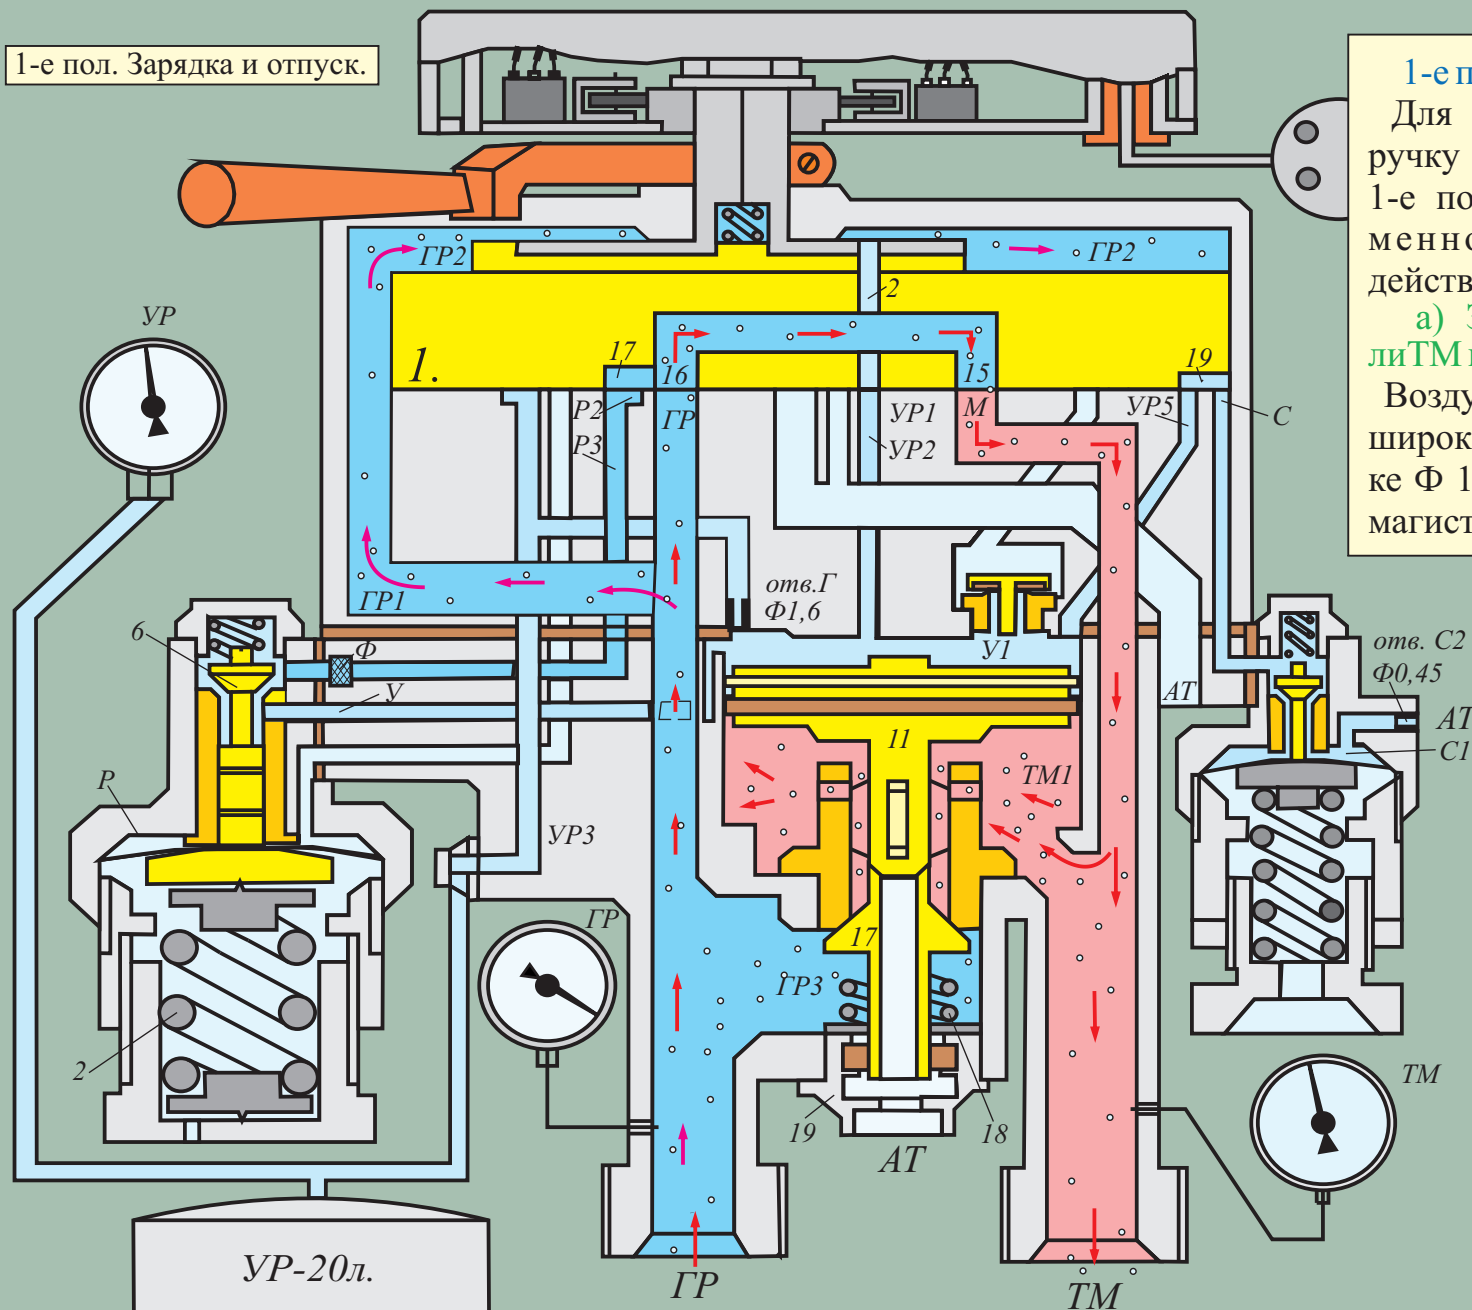 1-е пол. Зарядка и отпуск.
1-е п
Для
ручку
1-е по
менно
действ
а) З
ли ТМ
Возду
широк
ке Ф 1
магист
ГР2
ГР2
2
УР
1.
17
16
15
19
Р2
ГР
УР1
М
УР5
С
Р3
УР2
ГР1
отв.Г
Ф1,6
6
Ф
У1
отв. С2
У
АТ
Ф0,45
11
АТ
С1
Р
ТМ1
УР3
ГР
17
ГР3
2
ТМ
19
18
АТ
УР-20л.
ГР
ТМ